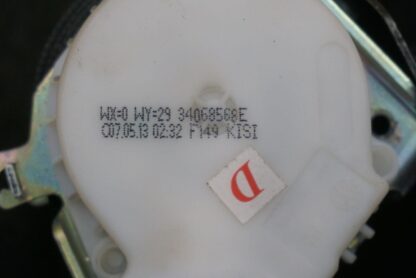 WX=0 WY=29 34068568E
C07.05.13 02:32 F149 KISI
D